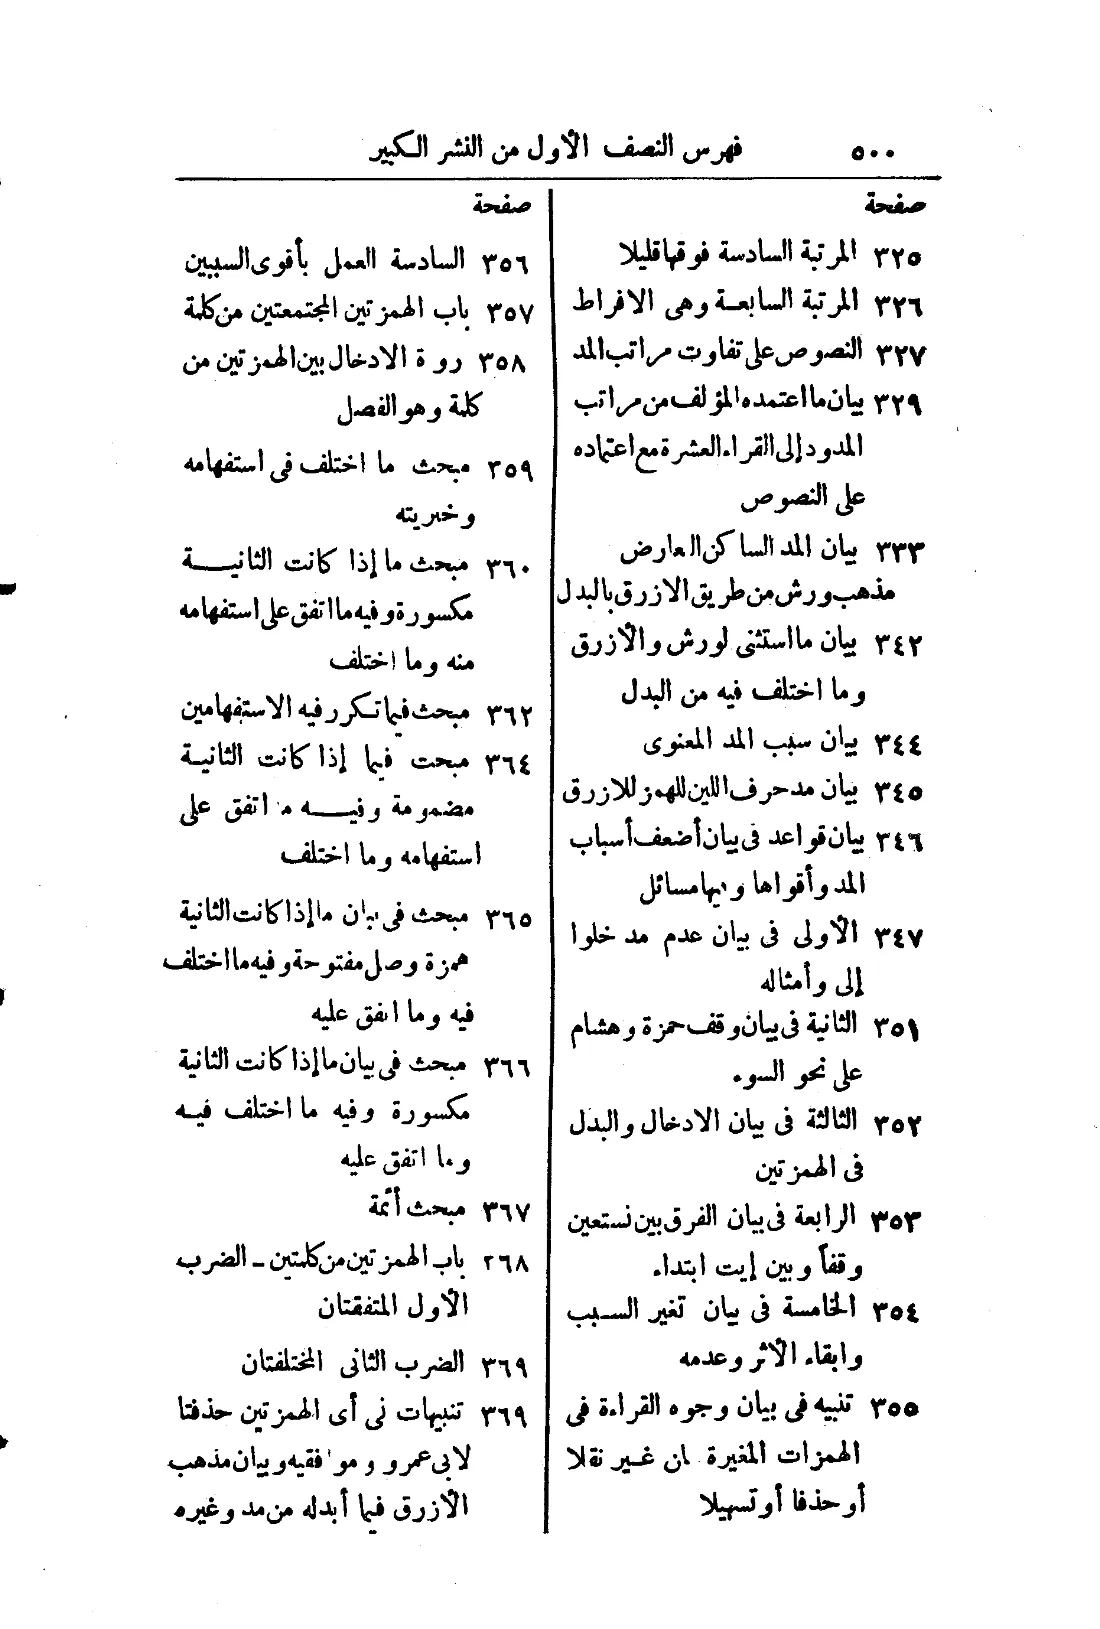 ٥٠٠ فهرس النصف الأول من النشر الكبير
صفحة
٣٢٥ المرتبة السادسة فوقها قليلا
٣٢٦ المرتبة السابعة وهى الافراط
٣٢٧ النصوص على تفاوت مراتب المد
٣٢٩ بيان ما اعتمده المؤلف من مراتب
المدود إلى القراء العشرة مع اعتماده
على النصوص
٣٣٣ بيان المد الساكن العارض
مذهب ورش من طريق الازرق بالبدل
٣٤٢ بيان ما استثنى لورش والأزرق
وما اختلف فيه من البدل
٣٤٤ بيان سبب المد المعنوى
٣٤٥ بيان مد حرف اللين للهمز للازرق
٣٤٦ بيان قواعد فى بيان أضعف أسباب
المد وأقواها وبها مسائل
٣٤٧ الأولى فى بيان عدم مد خلوا
إلى وأمثاله
٣٥١ الثانية فى بيان وقف حمزة وهشام
على نحو السوء
٣٥٢ الثالثة فى بيان الادخال والبدل
فى الهمزتين
٣٥٣ الرابعة فى بيان الفرق بين نستعين
وقفاً وبين إيت ابتداء
٣٥٤ الخامسة فى بيان تغير السبب
وابقاء الأثر وعدمه
٣٥٥ تنبيه فى بيان وجوه القراءة فى
الهمزات المغيرة لمن غير نقلا
أو حذفا أو تسهيلا
صفحة
٣٥٦ السادسة العمل بأقوى السببين
٣٥٧ باب الهمزتين المجتمعتين من كلمة
٣٥٨ روة الادخال بين الهمزتين من
كلمة وهو الفصل
٣٥٩ مبحث ما اختلف فى استفهامه
وخبريته
٣٦٠ مبحث ما إذا كانت الثانية
مكسورة وفيه ما اتفق على استفهامه
منه وما اختلف
٣٦٢ مبحث فيما تكرر فيه الاستفهامين
٣٦٤ مبحت فيما إذا كانت الثانية
مضمومة وفيه ما اتفق على
استفهامه وما اختلف
٣٦٥ مبحث فى بيان ما إذا كانت الثانية
همزة وصل مفتوحة وفيه ما اختلف
فيه وما اتفق عليه
٣٦٦ مبحث فى بيان ما إذا كانت الثانية
مكسورة وفيه ما اختلف فيه
وما اتفق عليه
٣٦٧ مبحث أئمة
٢٦٨ باب الهمزتين من كلمتين - الضرب
الأول المتفقتان
٣٦٩ الضرب الثانى المختلفتان
٣٦٩ تنبيهات فى أى الهمزتين حذفتا
لابى عمرو وموافقيه وبيان مذهب
الأزرق فيما أبدله من مد وغيره